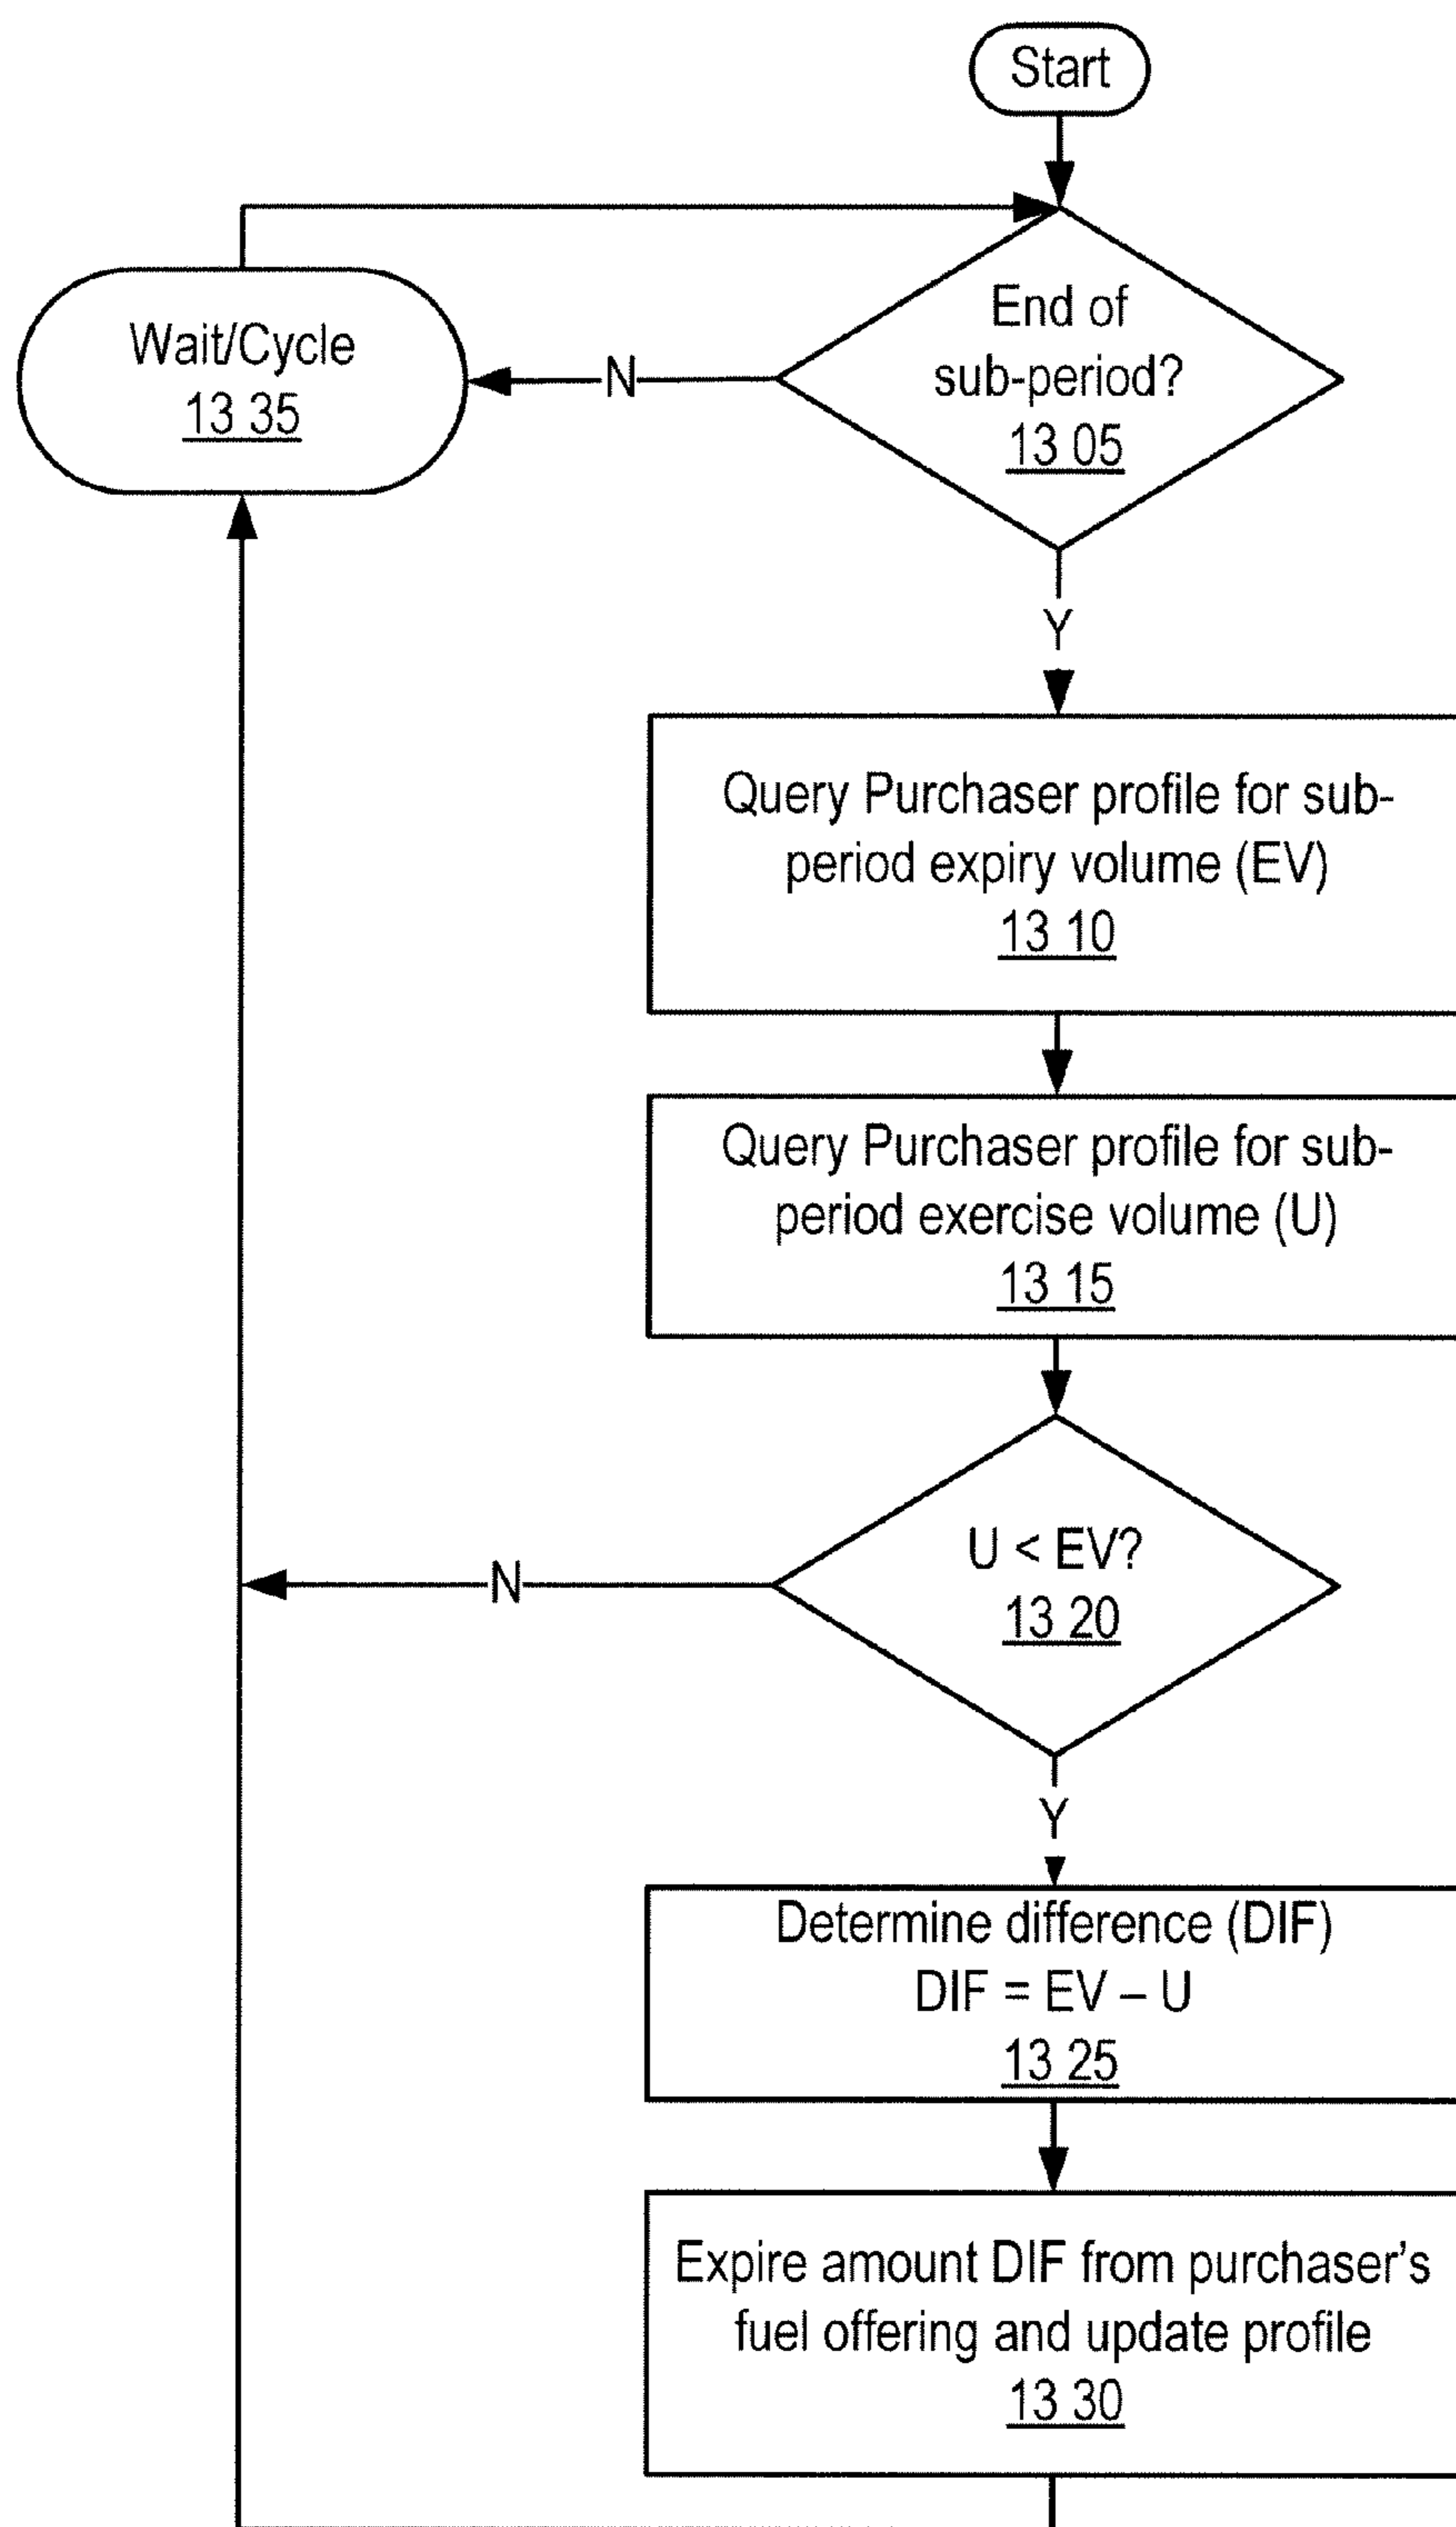 Start
End of
sub-period?
13 05
N
Wait/Cycle
13 35
Y
Query Purchaser profile for sub-
period expiry volume (EV)
13 10
Query Purchaser profile for sub-
period exercise volume (U)
13 15
U < EV?
13 20
N
Y
Determine difference (DIF)
DIF = EV – U
13 25
Expire amount DIF from purchaser's
fuel offering and update profile
13 30